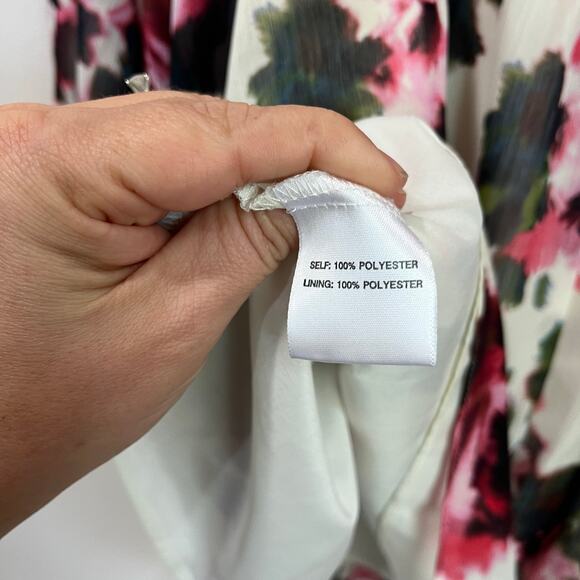 SELF: 100% POLYESTER
LINING: 100% POLYESTER